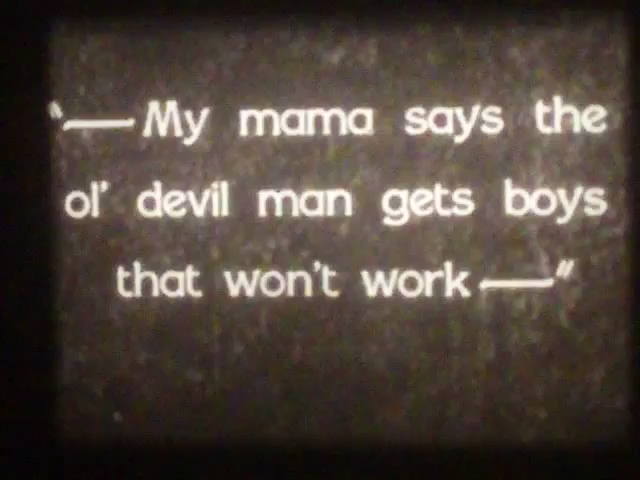 "—My mama says the
ol' devil man gets boys
that won't work—"